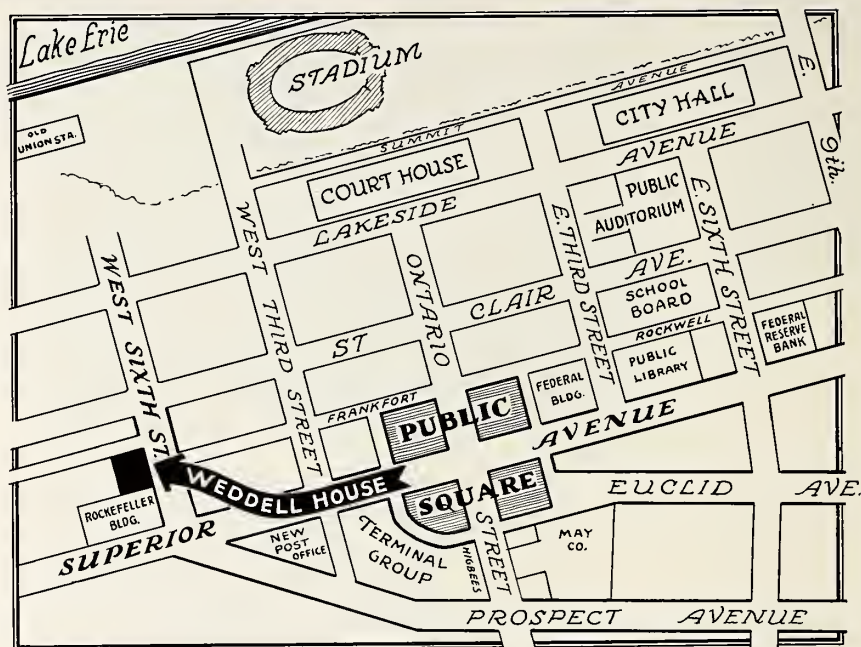 Lake Erie
STADIUM
OLD
UNION STA.
SUMMIT AVENUE
CITY HALL
COURT HOUSE
LAKESIDE AVENUE
E. 9th.
PUBLIC
AUDITORIUM
WEST SIXTH ST.
WEST THIRD STREET
ONTARIO STREET
E. THIRD STREET
E. SIXTH STREET
ST CLAIR AVE.
SCHOOL
BOARD
ROCKWELL
FEDERAL
RESERVE
BANK
PUBLIC
LIBRARY
FEDERAL
BLDG.
FRANKFORT
PUBLIC
SQUARE
WEDDELL HOUSE
ROCKEFELLER
BLDG.
SUPERIOR AVENUE
NEW
POST
OFFICE
TERMINAL
GROUP
HIGBEES
MAY
CO.
EUCLID AVE.
PROSPECT AVENUE